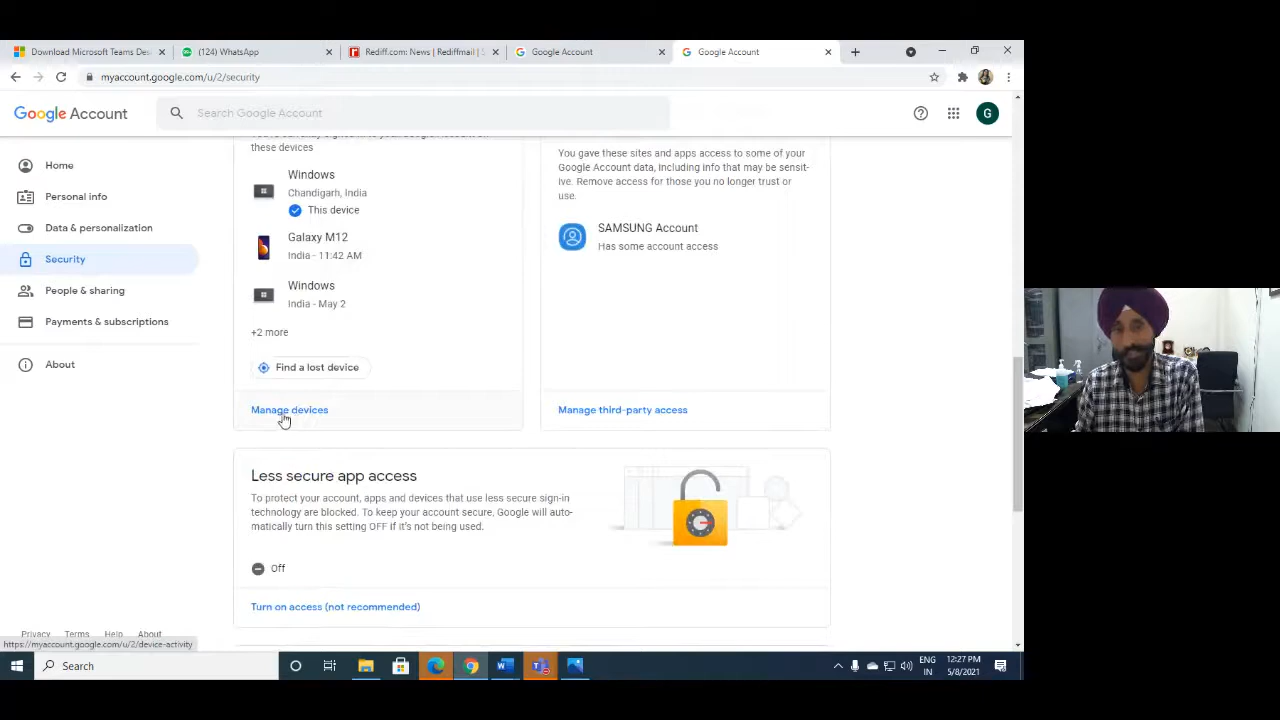 Download Microsoft Teams Des
(124) WhatsApp
Rediff.com: News | Rediffmail | S
Google Account
Google Account
myaccount.google.com/u/2/security
Google Account
Search Google Account
G
Home
Personal info
Data & personalization
Security
People & sharing
Payments & subscriptions
About
these devices
Windows
Chandigarh, India
This device
Galaxy M12
India - 11:42 AM
Windows
India - May 2
+2 more
Find a lost device
Manage devices
You gave these sites and apps access to some of your
Google Account data, including info that may be sensit-
ive. Remove access for those you no longer trust or
use.
SAMSUNG Account
Has some account access
Manage third-party access
Less secure app access
To protect your account, apps and devices that use less secure sign-in
technology are blocked. To keep your account secure, Google will auto-
matically turn this setting OFF if it's not being used.
Off
Turn on access (not recommended)
Privacy Terms Help About
https://myaccount.google.com/u/2/device-activity
Search
ENG
IN
12:27 PM
5/8/2021